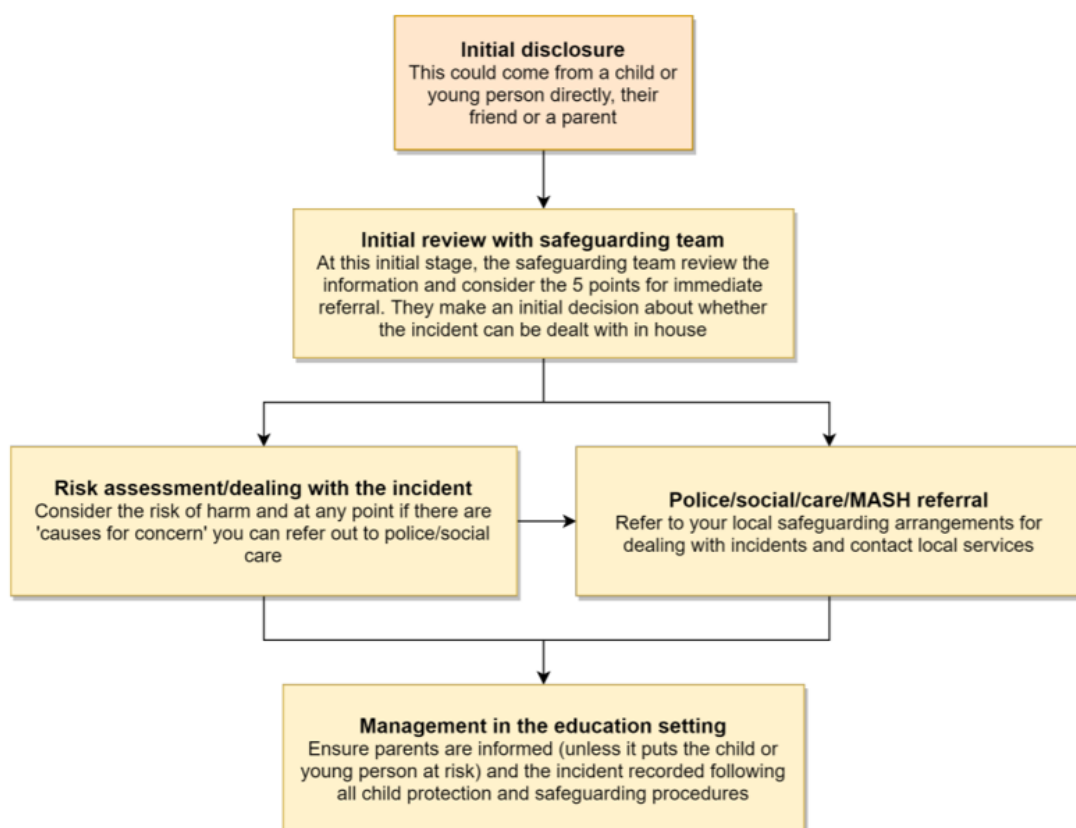 Initial disclosure
This could come from a child or
young person directly, their
friend or a parent
Initial review with safeguarding team
At this initial stage, the safeguarding team review the
information and consider the 5 points for immediate
referral. They make an initial decision about whether
the incident can be dealt with in house
Risk assessment/dealing with the incident
Consider the risk of harm and at any point if there are
'causes for concern' you can refer out to police/social
care
Police/social/care/MASH referral
Refer to your local safeguarding arrangements for
dealing with incidents and contact local services
Management in the education setting
Ensure parents are informed (unless it puts the child or
young person at risk) and the incident recorded following
all child protection and safeguarding procedures